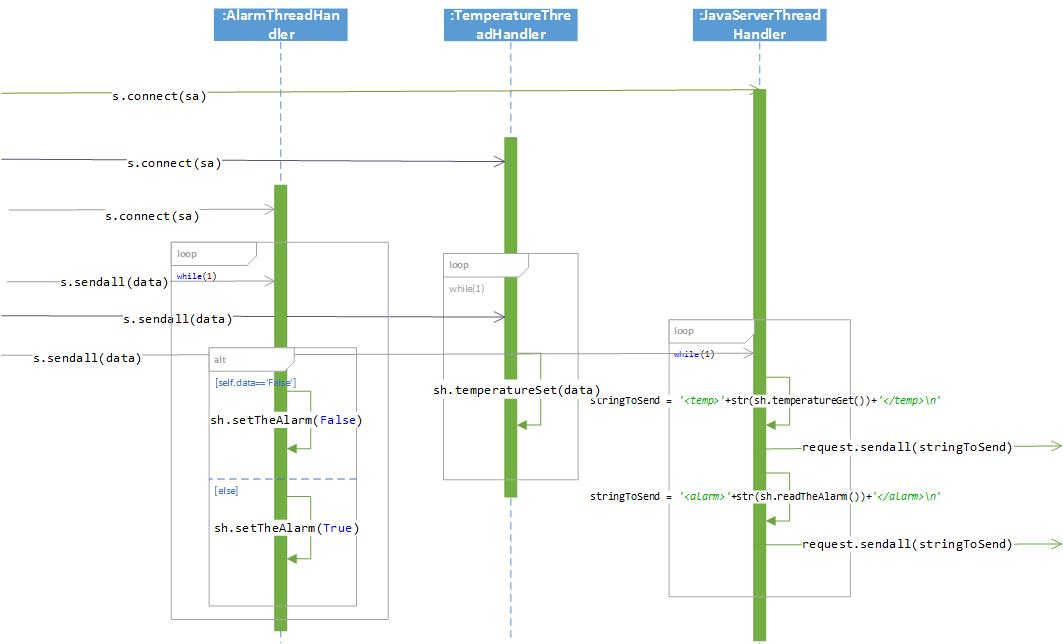 :AlarmThreadHan
dler
:TemperatureThre
adHandler
:JavaServerThread
Handler
s.connect(sa)
s.connect(sa)
s.connect(sa)
loop
while(1)
s.sendall(data)
loop
while(1)
s.sendall(data)
loop
while(1)
s.sendall(data)
alt
[self.data=='False']
sh.setTheAlarm(False)
sh.temperatureSet(data)
stringToSend = '<temp>'+str(sh.temperatureGet())+'</temp>\n'
request.sendall(stringToSend)
[else]
stringToSend = '<alarm>'+str(sh.readTheAlarm())+'</alarm>\n'
sh.setTheAlarm(True)
request.sendall(stringToSend)